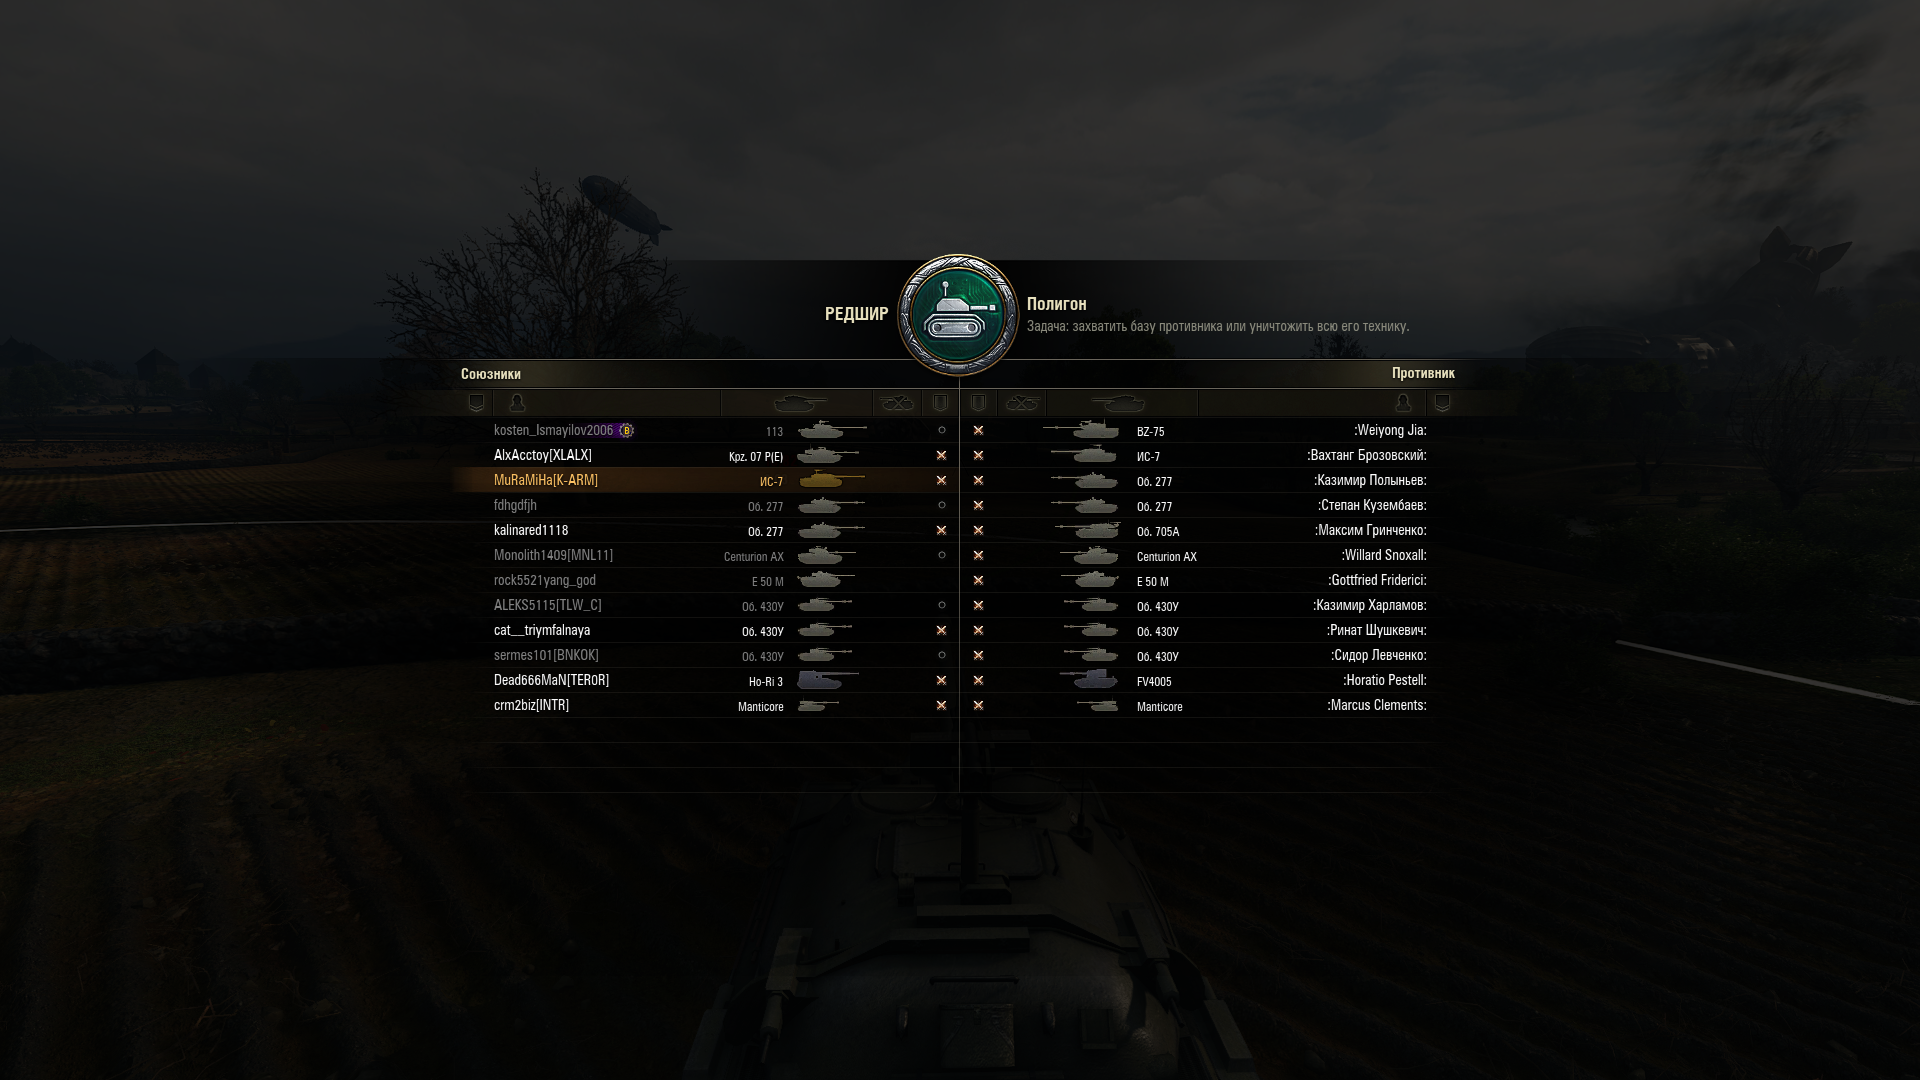 РЕДШИР
Полигон
Задача: захватить базу противника или уничтожить всю его технику.
Союзники Противник
kosten_Ismayilov2006 B 113 BZ-75 :Weiyong Jia:
AlxAcctoy[XLALX] Kpz. 07 P(E) ИС-7 :Вахтанг Брозовский:
MuRaMiHa[K-ARM] ИС-7 Об. 277 :Казимир Полыньев:
fdhgdfjh Об. 277 Об. 277 :Степан Кузембаев:
kalinared1118 Об. 277 Об. 705А :Максим Гринченко:
Monolith1409[MNL11] Centurion AX Centurion AX :Willard Snoxall:
rock5521yang_god E 50 M E 50 M :Gottfried Friderici:
ALEKS5115[TLW_C] Об. 430У Об. 430У :Казимир Харламов:
cat__triymfalnaya Об. 430У Об. 430У :Ринат Шушкевич:
sermes101[BNKOK] Об. 430У Об. 430У :Сидор Левченко:
Dead666MaN[TER0R] Ho-Ri 3 FV4005 :Horatio Pestell:
crm2biz[INTR] Manticore Manticore :Marcus Clements: